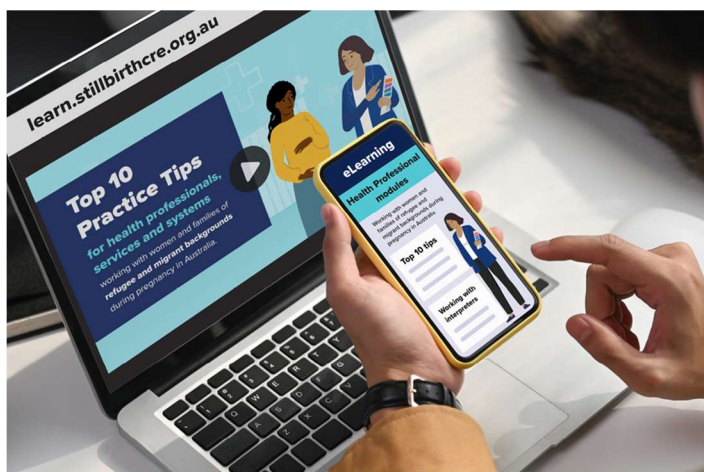 learn.stillbirthcre.org.au
Top 10
Practice Tips
for health professionals,
services and systems
working with women and families of
refugee and migrant backgrounds
during pregnancy in Australia.
eLearning
Health Professional
modules
Working with women and
families of refugee and
migrant backgrounds during
pregnancy in Australia
Top 10 tips
Working with
interpreters